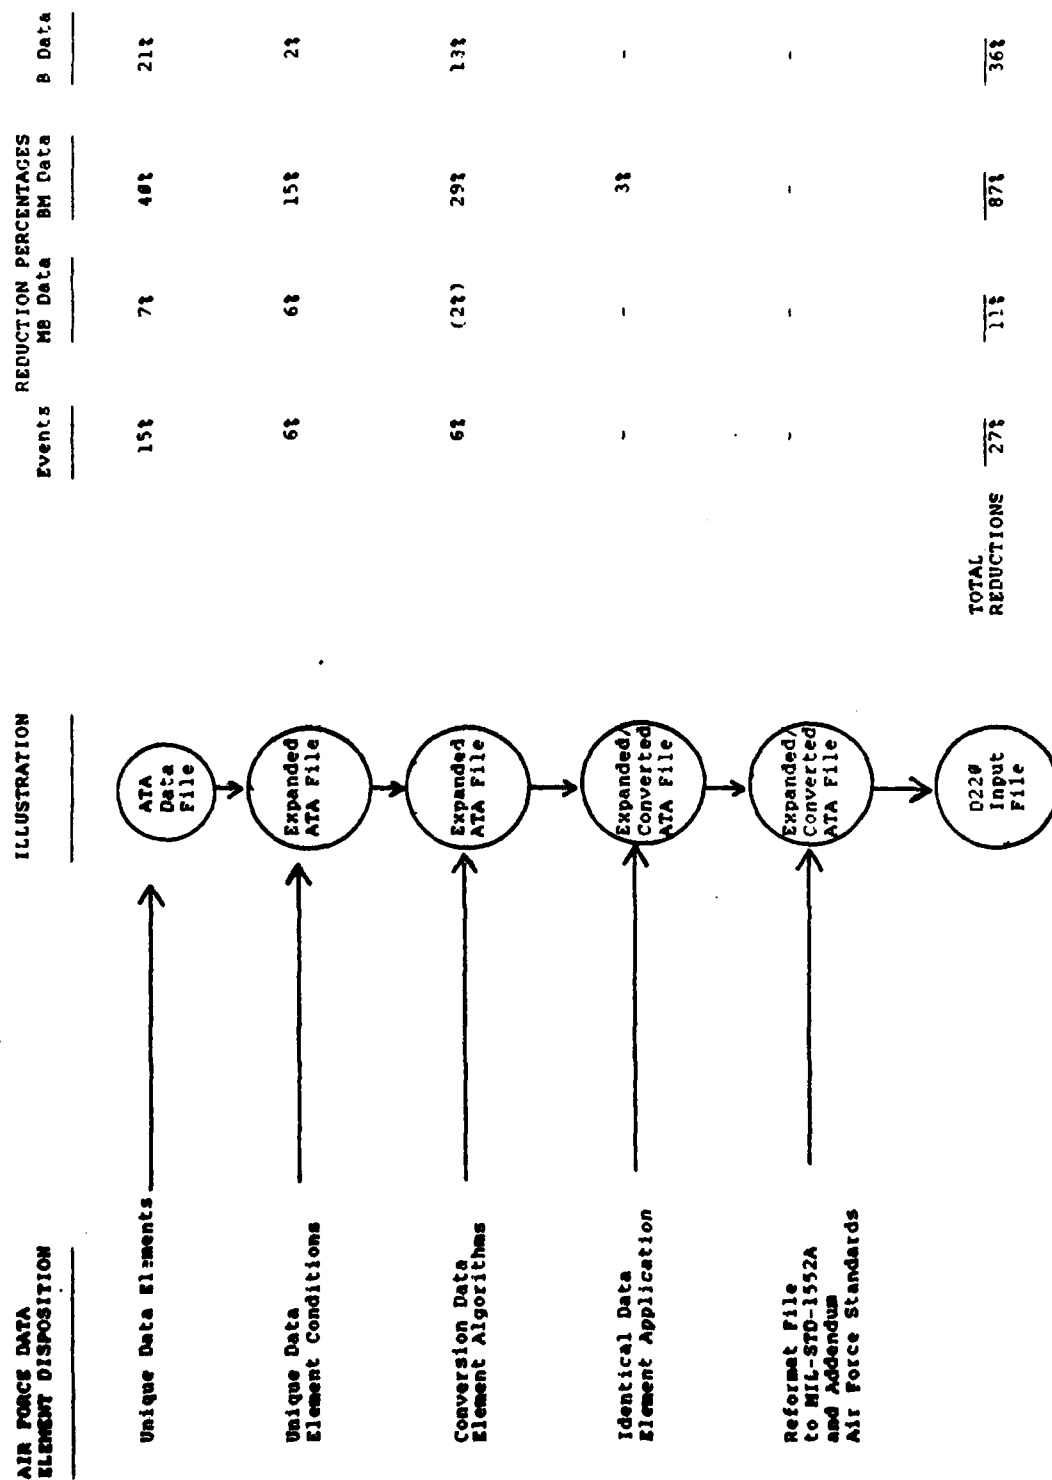 AIR FORCE DATA
ELEMENT DISPOSITION
ILLUSTRATION
REDUCTION PERCENTAGES
Events MB Data BM Data B Data
Unique Data Elements
ATA
Data
File
15% 7% 40% 21%
Unique Data
Element Conditions
Expanded
ATA File
6% 6% 15% 2%
Conversion Data
Element Algorithms
Expanded
ATA File
6% (2%) 29% 13%
Identical Data
Element Application
Expanded/
Converted
ATA File
- - 3% -
Reformat File
to MIL-STD-1552A
and Addendum
Air Force Standards
Expanded/
Converted
ATA File
- - - -
D220
Input
File
TOTAL
REDUCTIONS 27% 11% 87% 36%